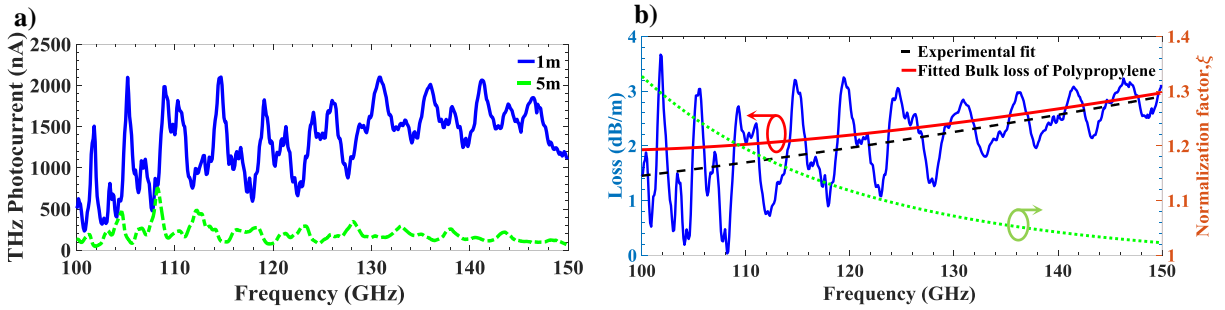 a)
THz Photocurrent (nA)
2500
2000
1500
1000
500
0
100
110
120
130
140
150
Frequency (GHz)
1m
5m
b)
Loss (dB/m)
4
3
2
1
0
100
110
120
130
140
150
Frequency (GHz)
Experimental fit
Fitted Bulk loss of Polypropylene
1.4
1.3
1.2
1.1
1
Normalization factor,ξ